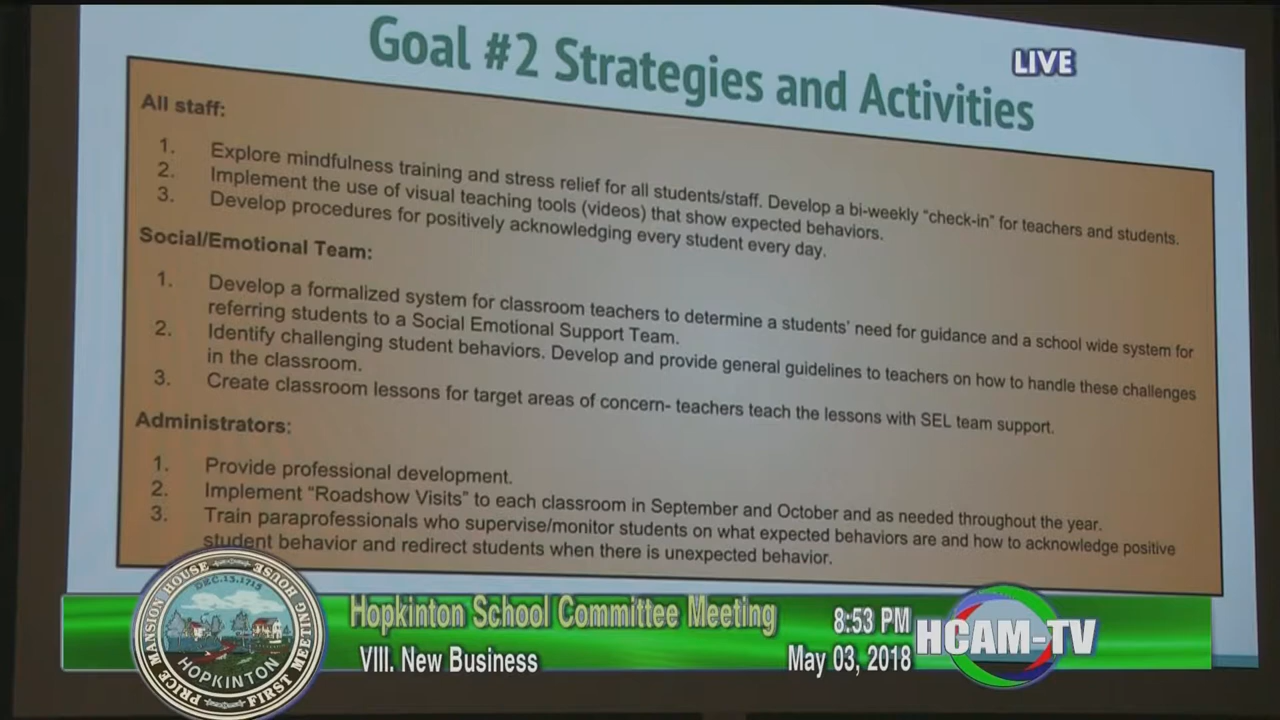 Goal #2 Strategies and Activities
LIVE
All staff:
1. Explore mindfulness training and stress relief for all students/staff. Develop a bi-weekly “check-in” for teachers and students.
2. Implement the use of visual teaching tools (videos) that show expected behaviors.
3. Develop procedures for positively acknowledging every student every day.
Social/Emotional Team:
1. Develop a formalized system for classroom teachers to determine a students’ need for guidance and a school wide system for
referring students to a Social Emotional Support Team.
2. Identify challenging student behaviors. Develop and provide general guidelines to teachers on how to handle these challenges
in the classroom.
3. Create classroom lessons for target areas of concern- teachers teach the lessons with SEL team support.
Administrators:
1. Provide professional development.
2. Implement “Roadshow Visits” to each classroom in September and October and as needed throughout the year.
3. Train paraprofessionals who supervise/monitor students on what expected behaviors are and how to acknowledge positive
student behavior and redirect students when there is unexpected behavior.
PRICE MANSION HOUSE
FIRST MEETING HOUSE
DEC.13.1715
HOPKINTON
Hopkinton School Committee Meeting
8:53 PM
HCAM-TV
VIII. New Business
May 03, 2018